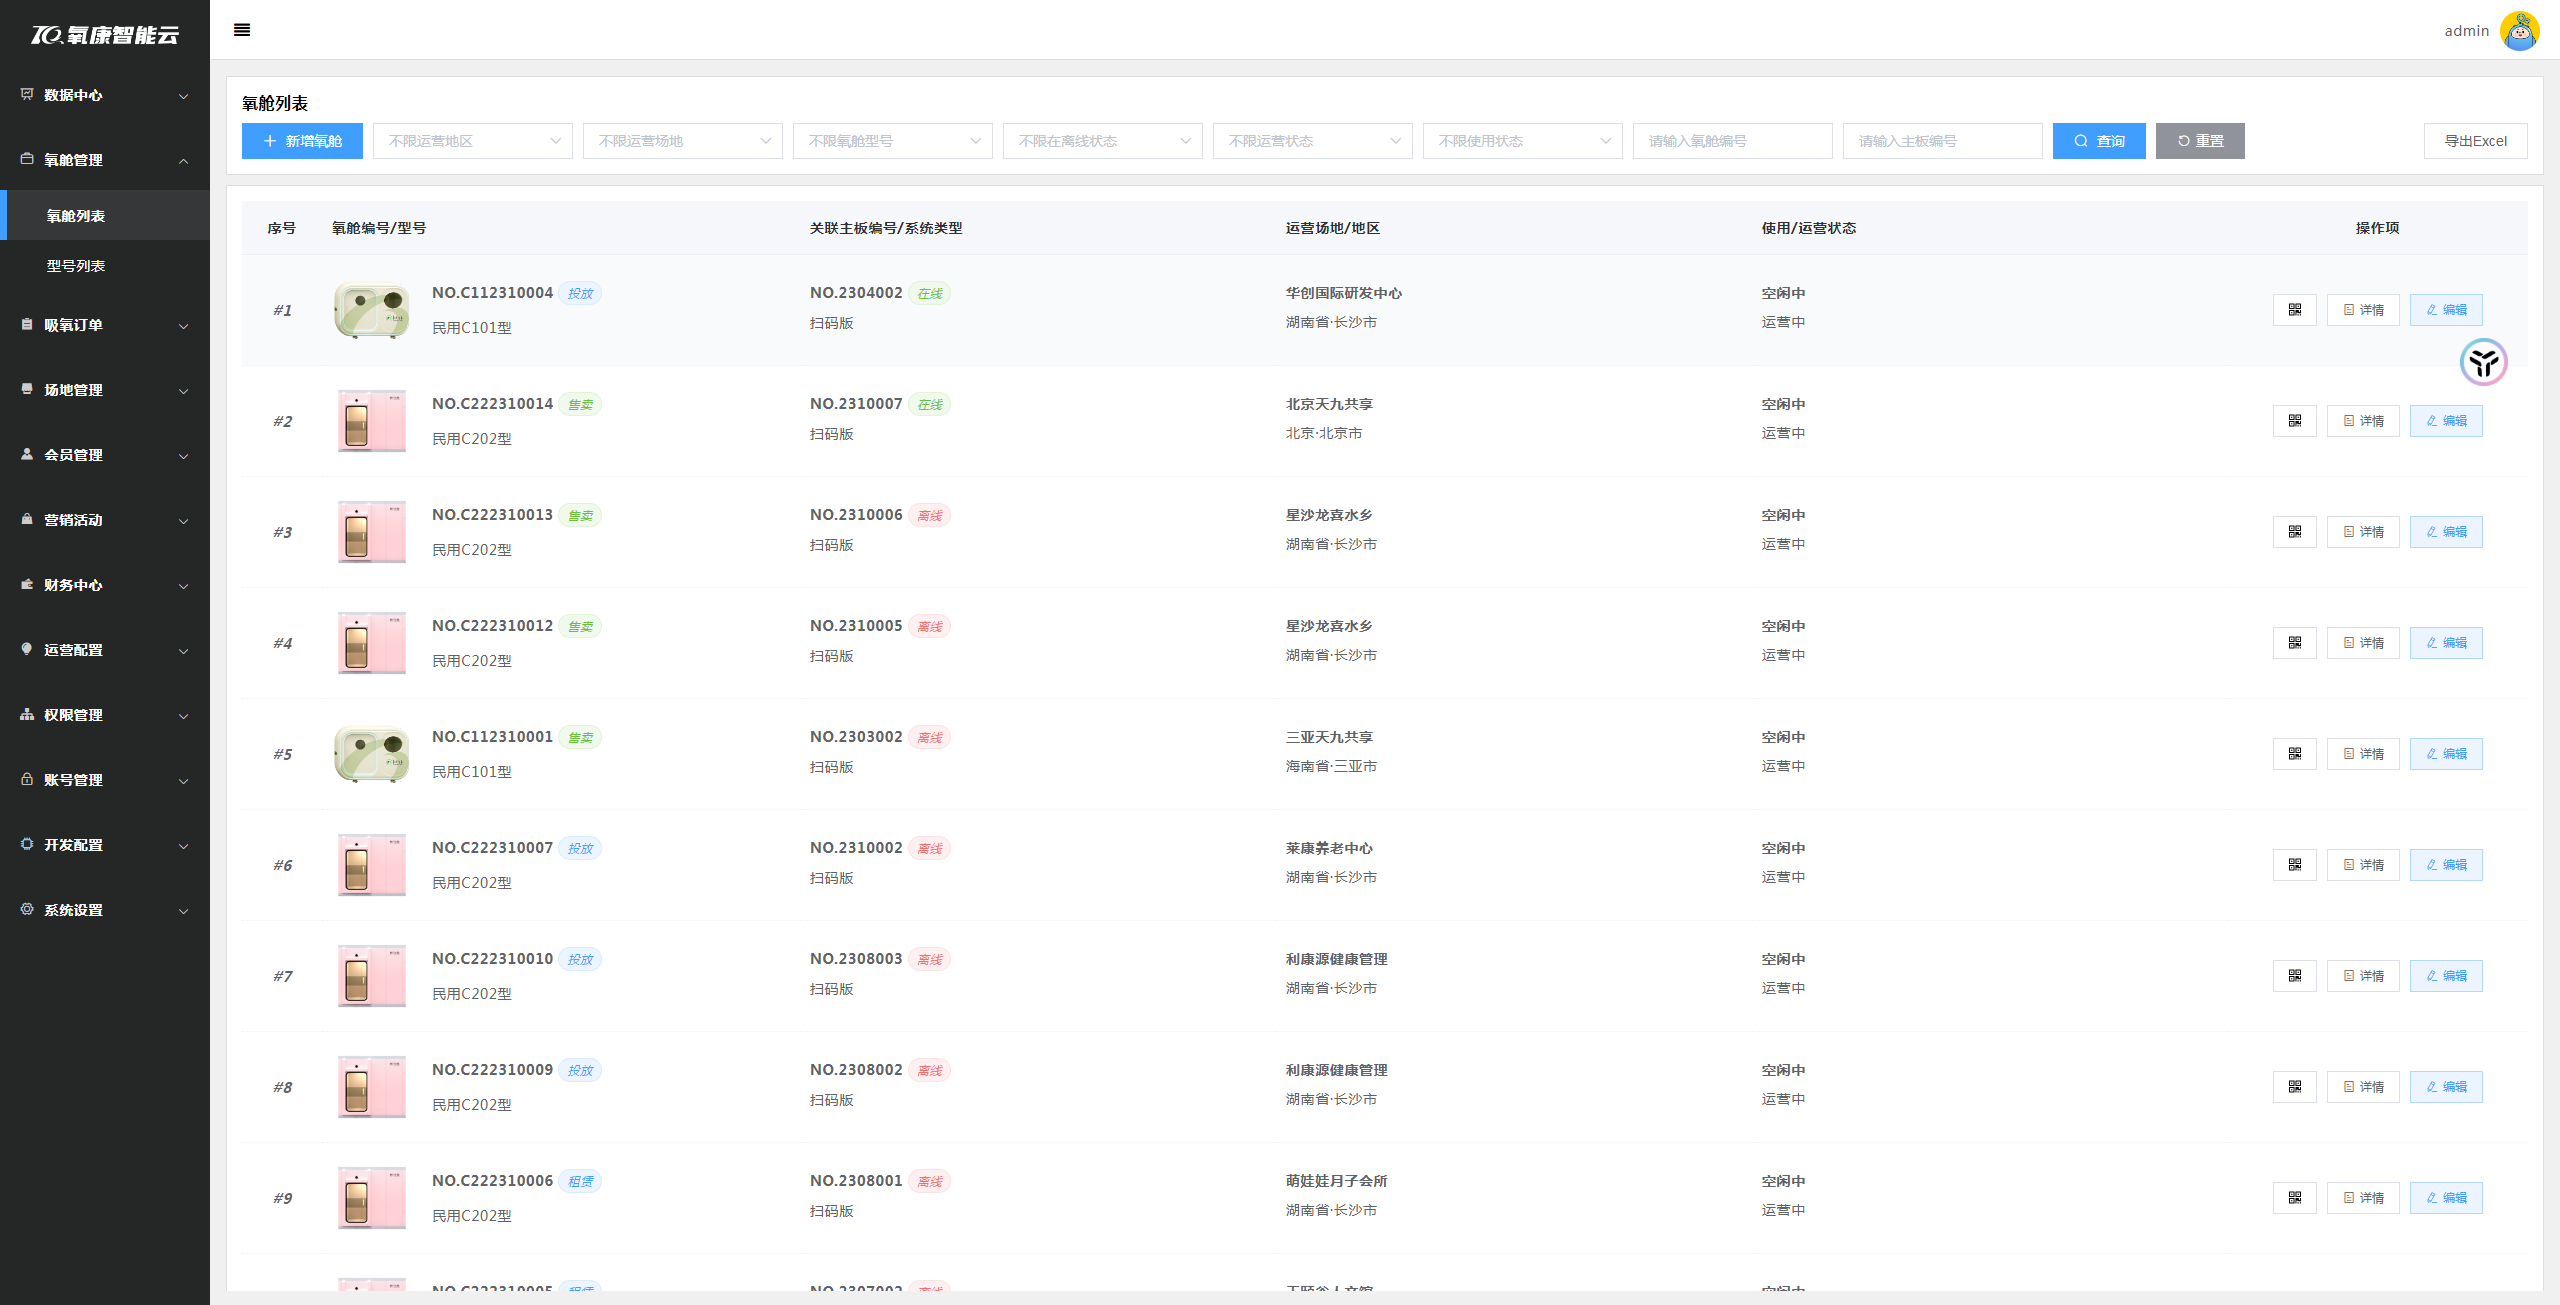 氧康智能云
admin
数据中心
氧舱管理
氧舱列表
型号列表
吸氧订单
场地管理
会员管理
营销活动
财务中心
运营配置
权限管理
账号管理
开发配置
系统设置
氧舱列表
新增氧舱 不限运营地区 不限运营场地 不限氧舱型号 不限在离线状态 不限运营状态 不限使用状态 请输入氧舱编号 请输入主板编号 查询 重置 导出Excel
序号 氧舱编号/型号 关联主板编号/系统类型 运营场地/地区 使用/运营状态 操作项
#1 NO.C112310004 投放 NO.2304002 在线 华创国际研发中心 空闲中 详情 编辑
民用C101型 扫码版 湖南省·长沙市 运营中
#2 NO.C222310014 售卖 NO.2310007 在线 北京天九共享 空闲中 详情 编辑
民用C202型 扫码版 北京·北京市 运营中
#3 NO.C222310013 售卖 NO.2310006 离线 星沙龙喜水乡 空闲中 详情 编辑
民用C202型 扫码版 湖南省·长沙市 运营中
#4 NO.C222310012 售卖 NO.2310005 离线 星沙龙喜水乡 空闲中 详情 编辑
民用C202型 扫码版 湖南省·长沙市 运营中
#5 NO.C112310001 售卖 NO.2303002 离线 三亚天九共享 空闲中 详情 编辑
民用C101型 扫码版 海南省·三亚市 运营中
#6 NO.C222310007 投放 NO.2310002 离线 莱康养老中心 空闲中 详情 编辑
民用C202型 扫码版 湖南省·长沙市 运营中
#7 NO.C222310010 投放 NO.2308003 离线 利康源健康管理 空闲中 详情 编辑
民用C202型 扫码版 湖南省·长沙市 运营中
#8 NO.C222310009 投放 NO.2308002 离线 利康源健康管理 空闲中 详情 编辑
民用C202型 扫码版 湖南省·长沙市 运营中
#9 NO.C222310006 租赁 NO.2308001 离线 萌娃娃月子会所 空闲中 详情 编辑
民用C202型 扫码版 湖南省·长沙市 运营中
NO.C222310005 租赁 NO.2307002 离线 空闲中